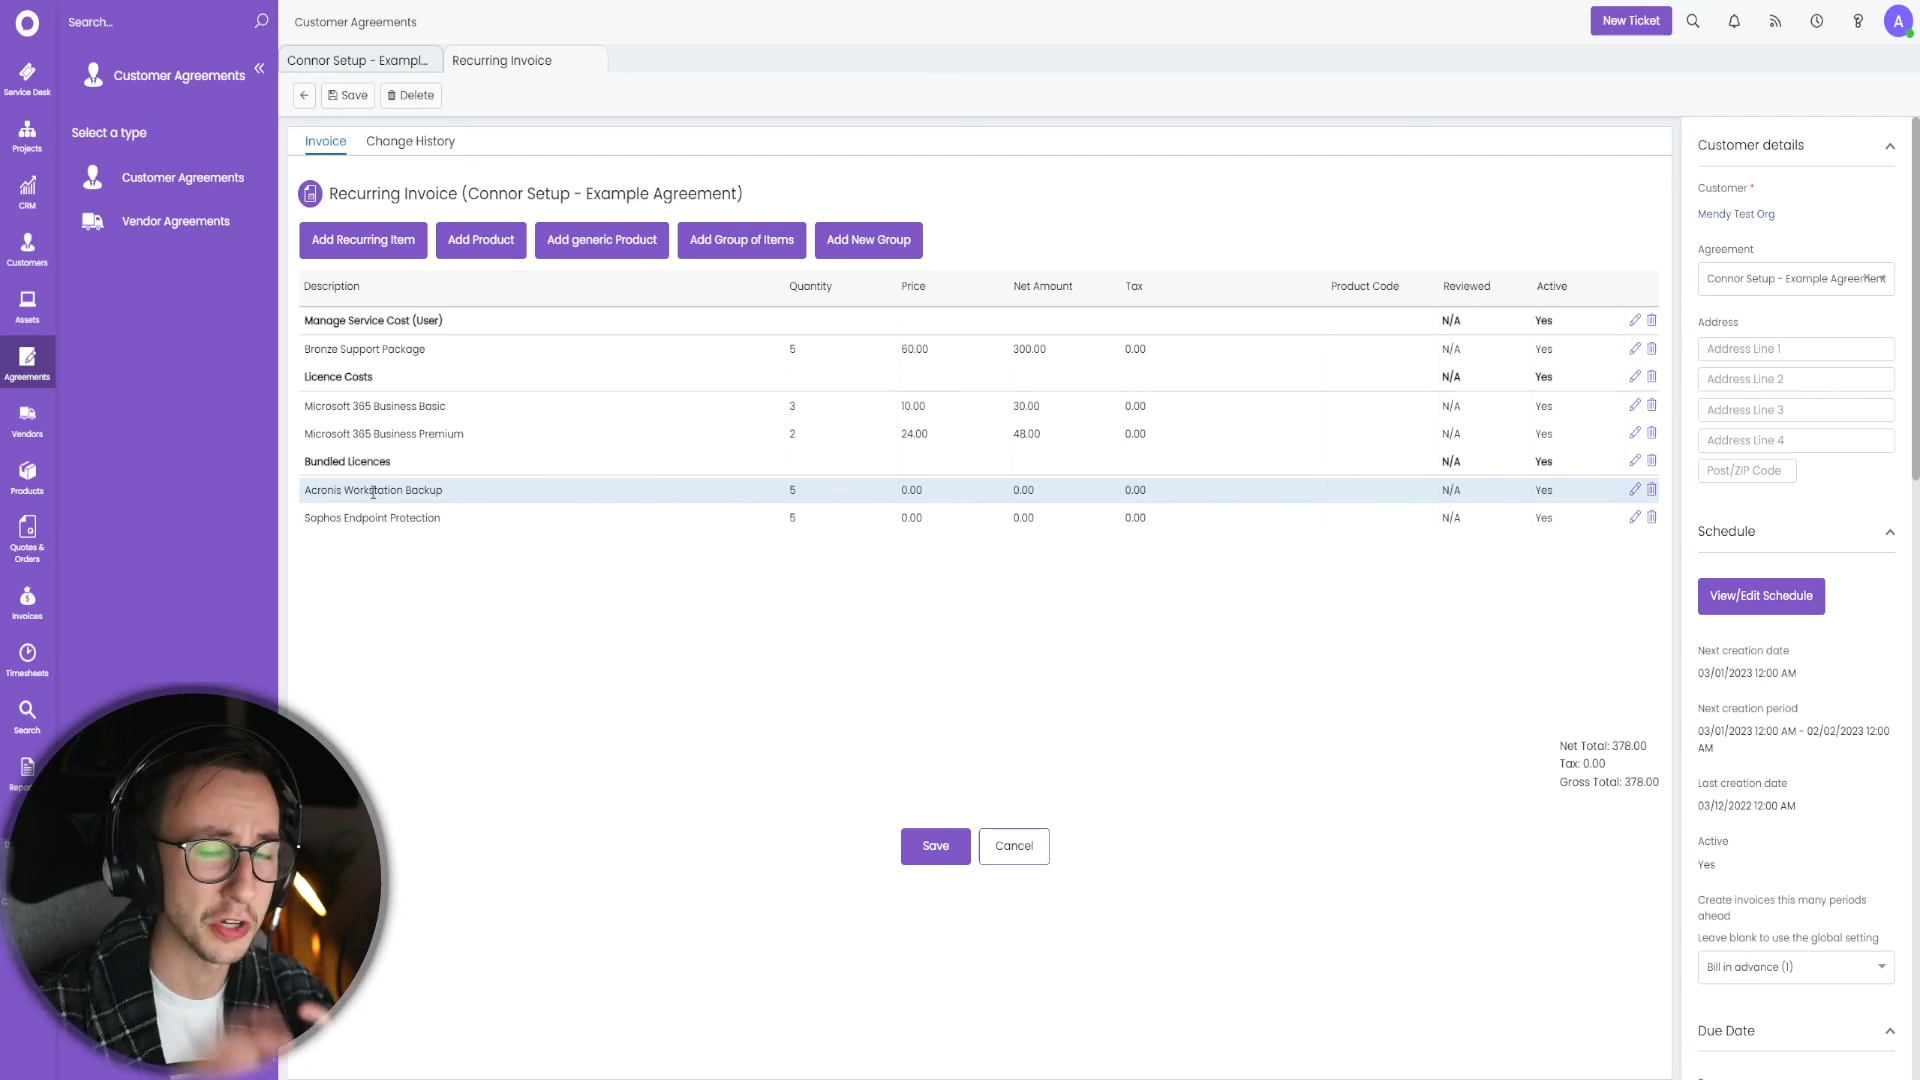 Search...
Customer Agreements
New Ticket
A
Service Desk
Customer Agreements
Connor Setup - Exampl...
Recurring Invoice
Save
Delete
Projects
Select a type
Invoice
Change History
Customer details
CRM
Customer Agreements
Customer *
Recurring Invoice (Connor Setup - Example Agreement)
Mendy Test Org
Vendor Agreements
Customers
Add Recurring Item
Add Product
Add generic Product
Add Group of Items
Add New Group
Agreement
Connor Setup - Example Agreement
Description
Quantity
Price
Net Amount
Tax
Product Code
Reviewed
Active
Assets
Manage Service Cost (User)
N/A
Yes
Address
Bronze Support Package
5
60.00
300.00
0.00
N/A
Yes
Address Line 1
Agreements
Licence Costs
N/A
Yes
Address Line 2
Microsoft 365 Business Basic
3
10.00
30.00
0.00
N/A
Yes
Address Line 3
Vendors
Microsoft 365 Business Premium
2
24.00
48.00
0.00
N/A
Yes
Address Line 4
Bundled Licences
N/A
Yes
Post/ZIP Code
Products
Acronis Workstation Backup
5
0.00
0.00
0.00
N/A
Yes
Sophos Endpoint Protection
5
0.00
0.00
0.00
N/A
Yes
Quotes &
Orders
Schedule
Invoices
View/Edit Schedule
Timesheets
Next creation date
03/01/2023 12:00 AM
Search
Next creation period
03/01/2023 12:00 AM - 02/02/2023 12:00
AM
Net Total: 378.00
Tax: 0.00
Gross Total: 378.00
Last creation date
03/12/2022 12:00 AM
Save
Cancel
Active
Yes
Create invoices this many periods
ahead
Leave blank to use the global setting
Bill in advance (1)
Due Date